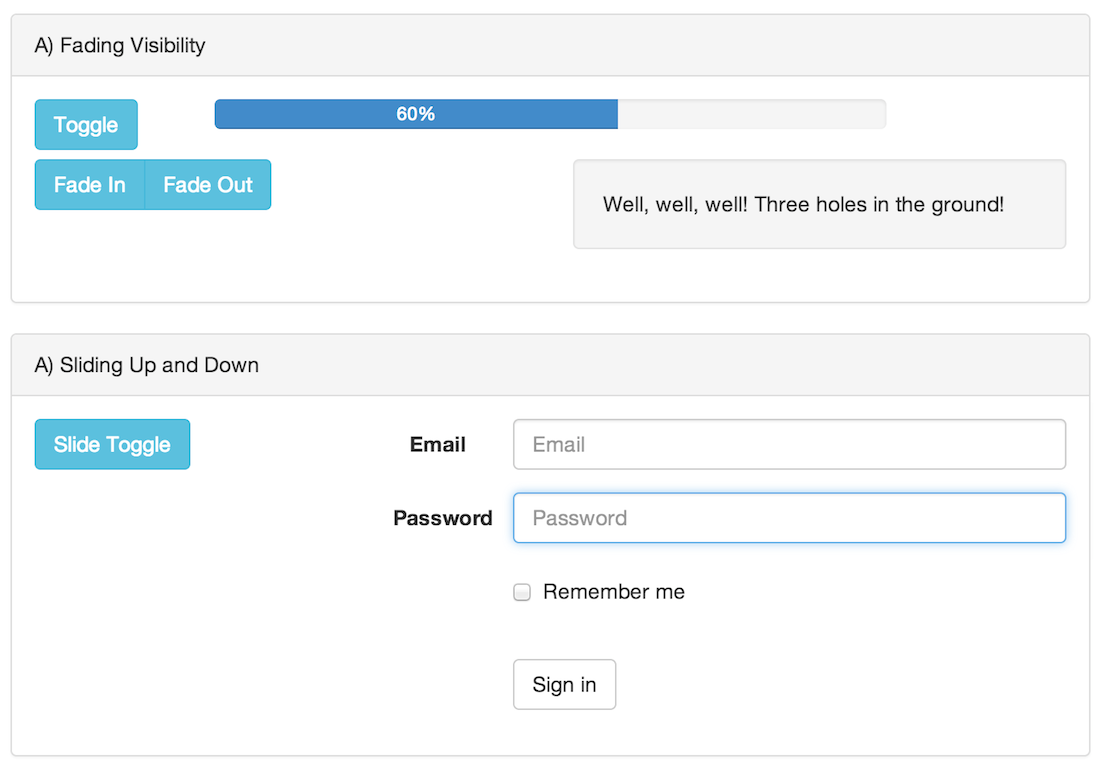 A) Fading Visibility
Toggle
60%
Fade In
Fade Out
Well, well, well! Three holes in the ground!
A) Sliding Up and Down
Slide Toggle
Email
Email
Password
Password
Remember me
Sign in